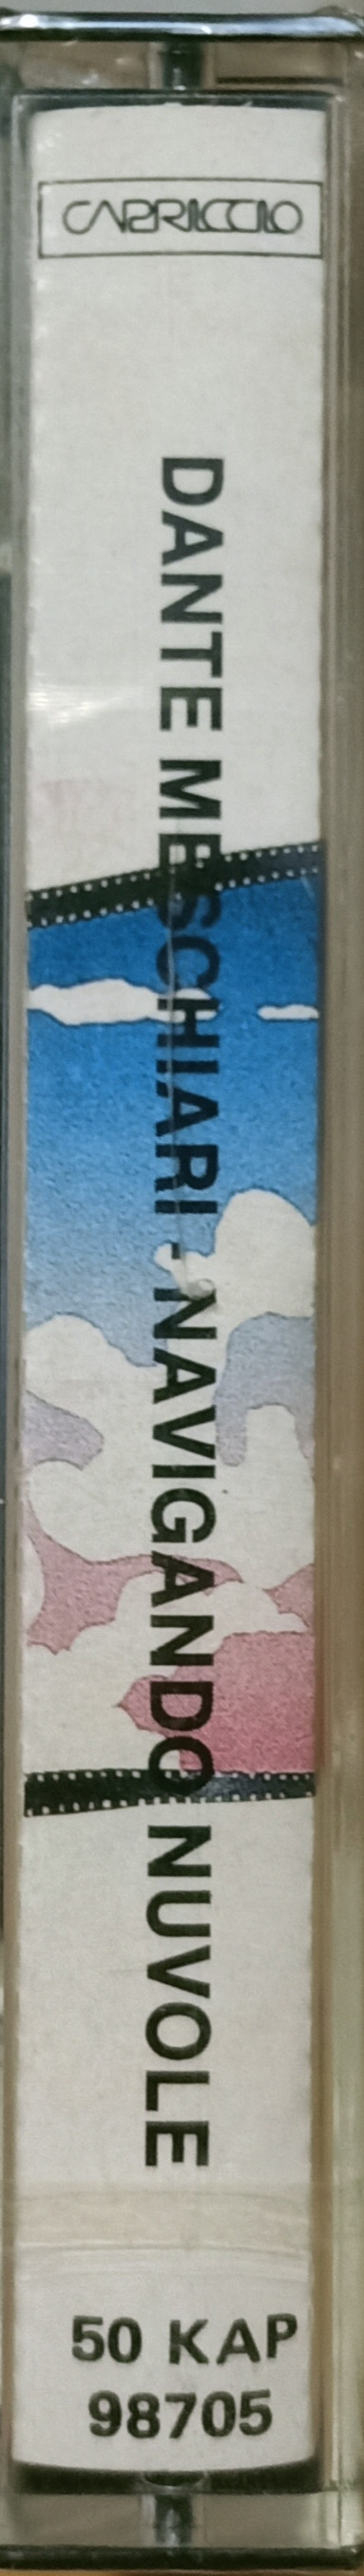 CAPRICCIO
DANTE MESCHIARI - NAVIGANDO NUVOLE
50 KAP
98705